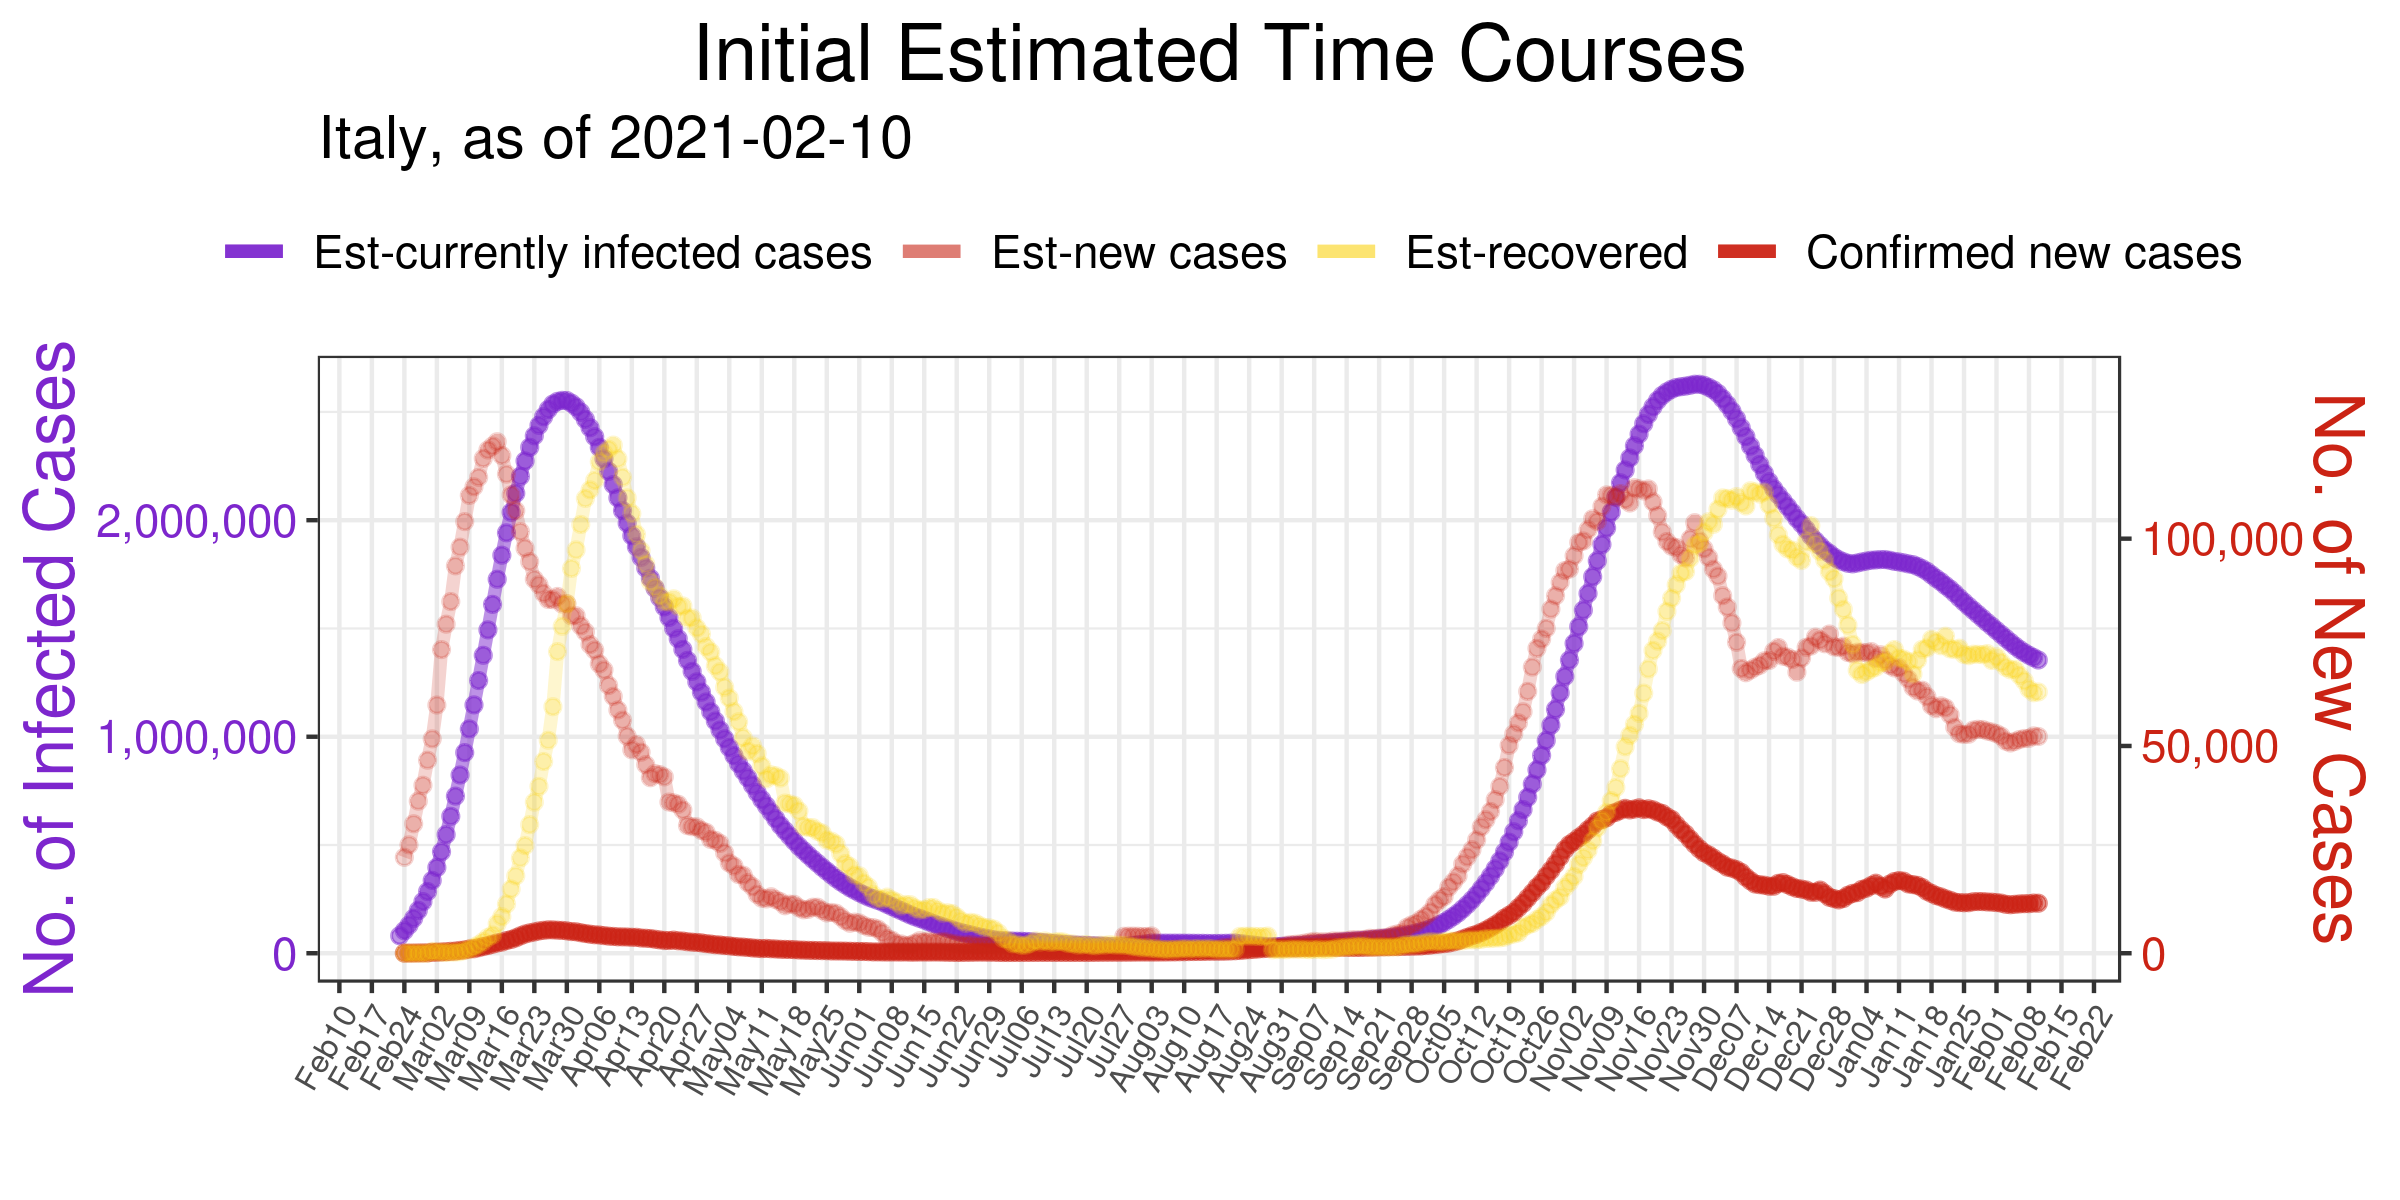 Initial Estimated Time Courses
Italy, as of 2021-02-10
Est-currently infected cases Est-new cases Est-recovered Confirmed new cases
No. of Infected Cases
2,000,000
1,000,000
0
100,000
50,000
0
No. of New Cases
Feb10 Feb17 Feb24 Mar02 Mar09 Mar16 Mar23 Mar30 Apr06 Apr13 Apr20 Apr27 May04 May11 May18 May25 Jun01 Jun08 Jun15 Jun22 Jun29 Jul06 Jul13 Jul20 Jul27 Aug03 Aug10 Aug17 Aug24 Aug31 Sep07 Sep14 Sep21 Sep28 Oct05 Oct12 Oct19 Oct26 Nov02 Nov09 Nov16 Nov23 Nov30 Dec07 Dec14 Dec21 Dec28 Jan04 Jan11 Jan18 Jan25 Feb01 Feb08 Feb15 Feb22